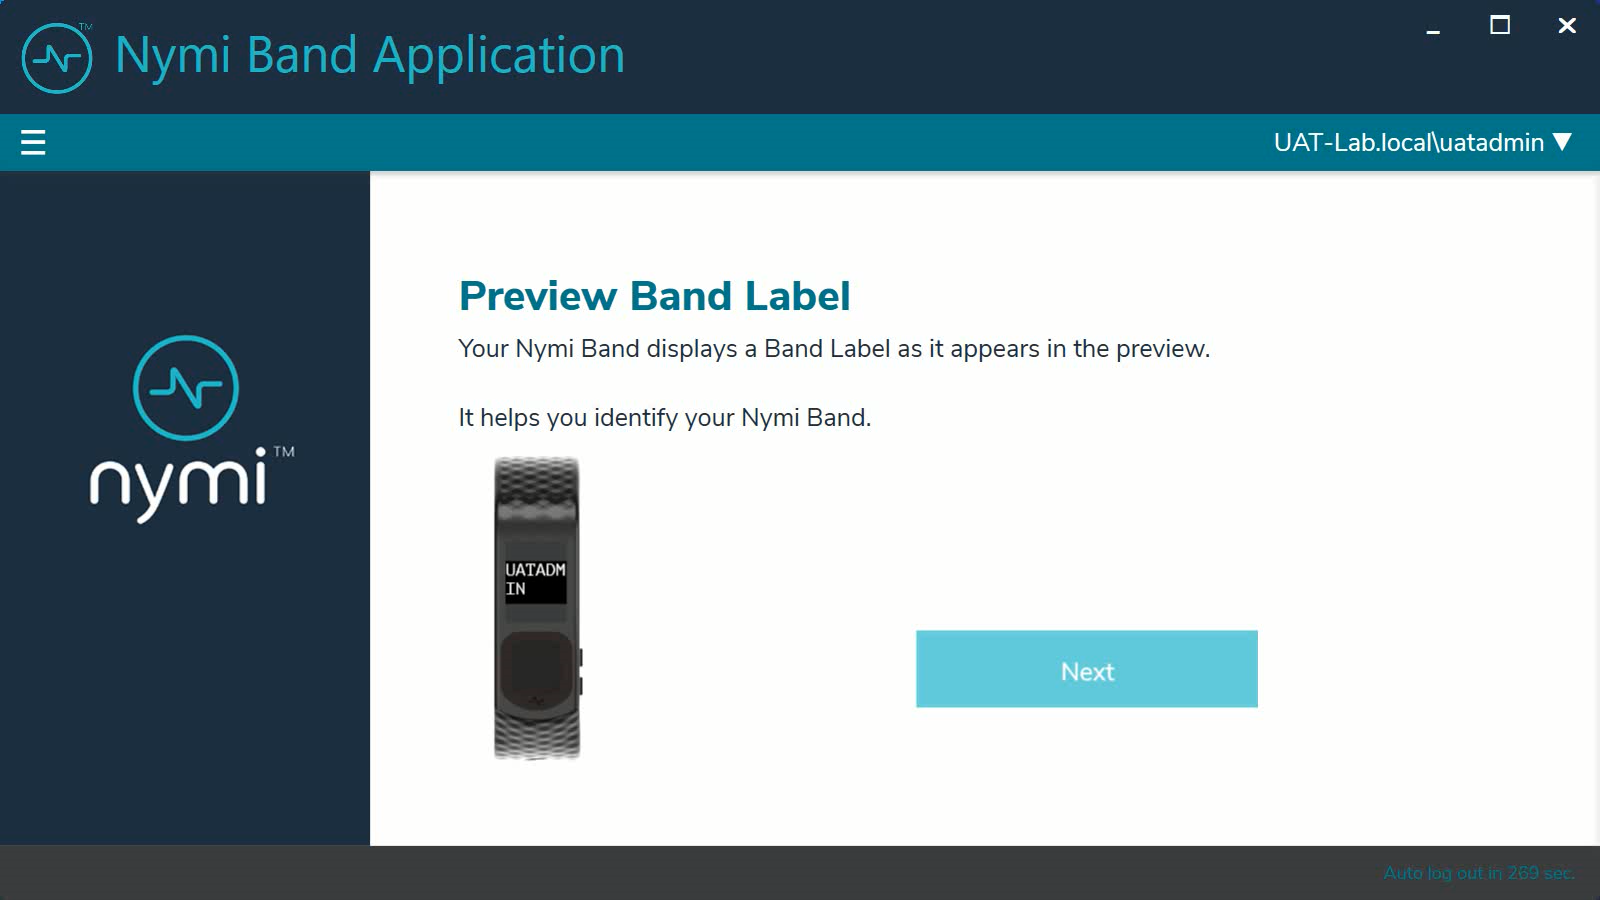 TM
Nymi Band Application
UAT-Lab.local\uatadmin
Preview Band Label
Your Nymi Band displays a Band Label as it appears in the preview.
It helps you identify your Nymi Band.
nymi TM
UATADM
IN
Next
Auto log out in 269 sec.